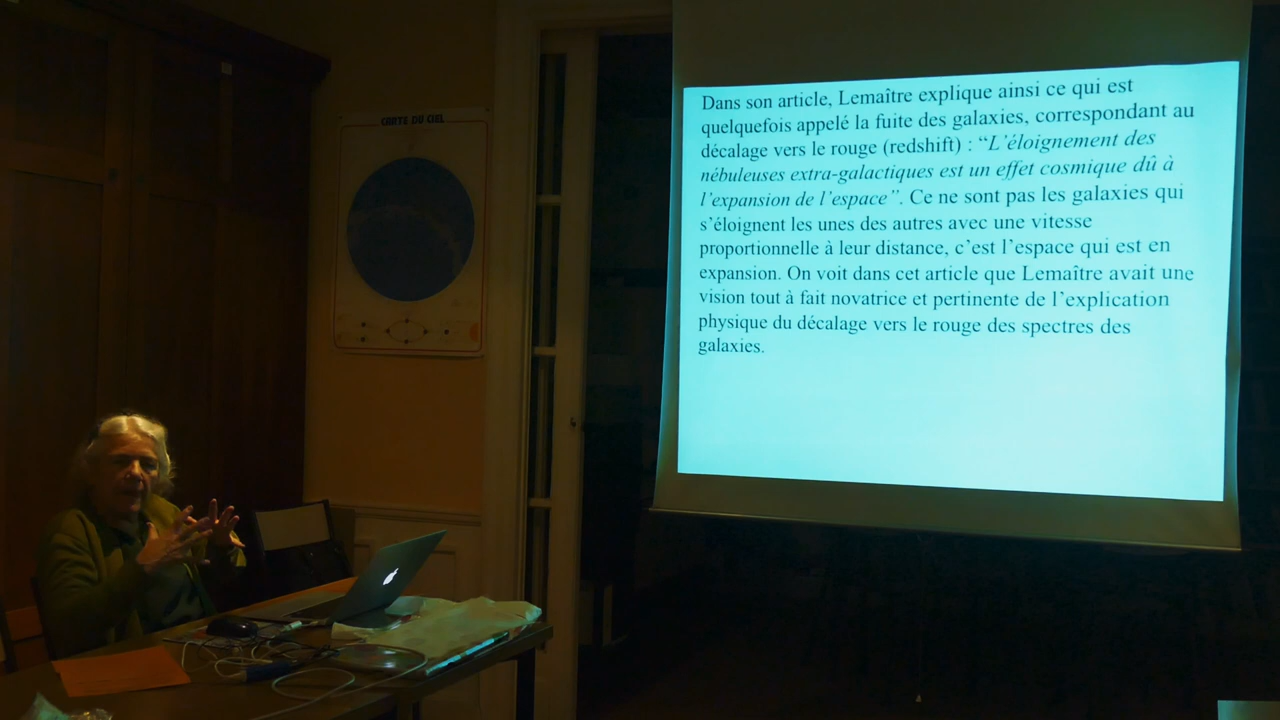 CARTE DU CIEL
Dans son article, Lemaître explique ainsi ce qui est
quelquefois appelé la fuite des galaxies, correspondant au
décalage vers le rouge (redshift) : “L’éloignement des
nébuleuses extra-galactiques est un effet cosmique dû à
l’expansion de l’espace”. Ce ne sont pas les galaxies qui
s’éloignent les unes des autres avec une vitesse
proportionnelle à leur distance, c’est l’espace qui est en
expansion. On voit dans cet article que Lemaître avait une
vision tout à fait novatrice et pertinente de l’explication
physique du décalage vers le rouge des spectres des
galaxies.